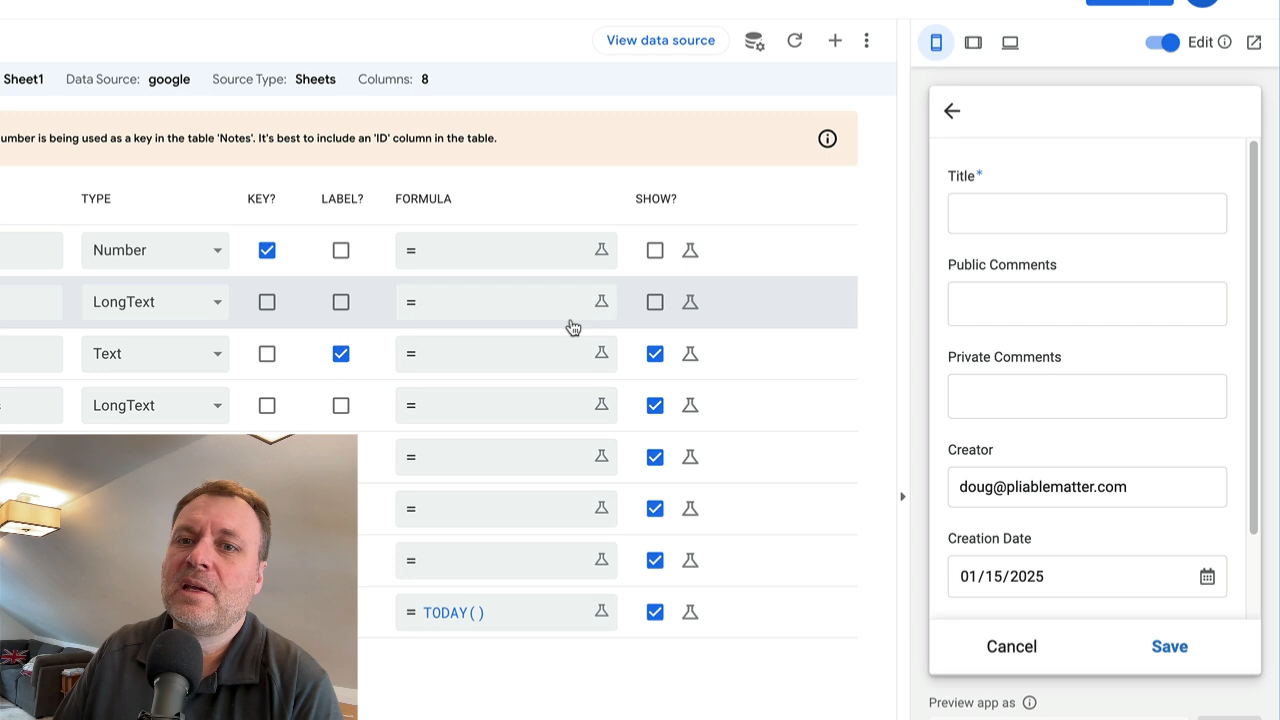 View data source
Edit
Sheet1 Data Source: google Source Type: Sheets Columns: 8
umber is being used as a key in the table 'Notes'. It's best to include an 'ID' column in the table.
TYPE KEY? LABEL? FORMULA SHOW?
Number =
LongText =
Text =
LongText =
=
=
=
= TODAY()
Title*
Public Comments
Private Comments
Creator
doug@pliablematter.com
Creation Date
01/15/2025
Cancel Save
Preview app as